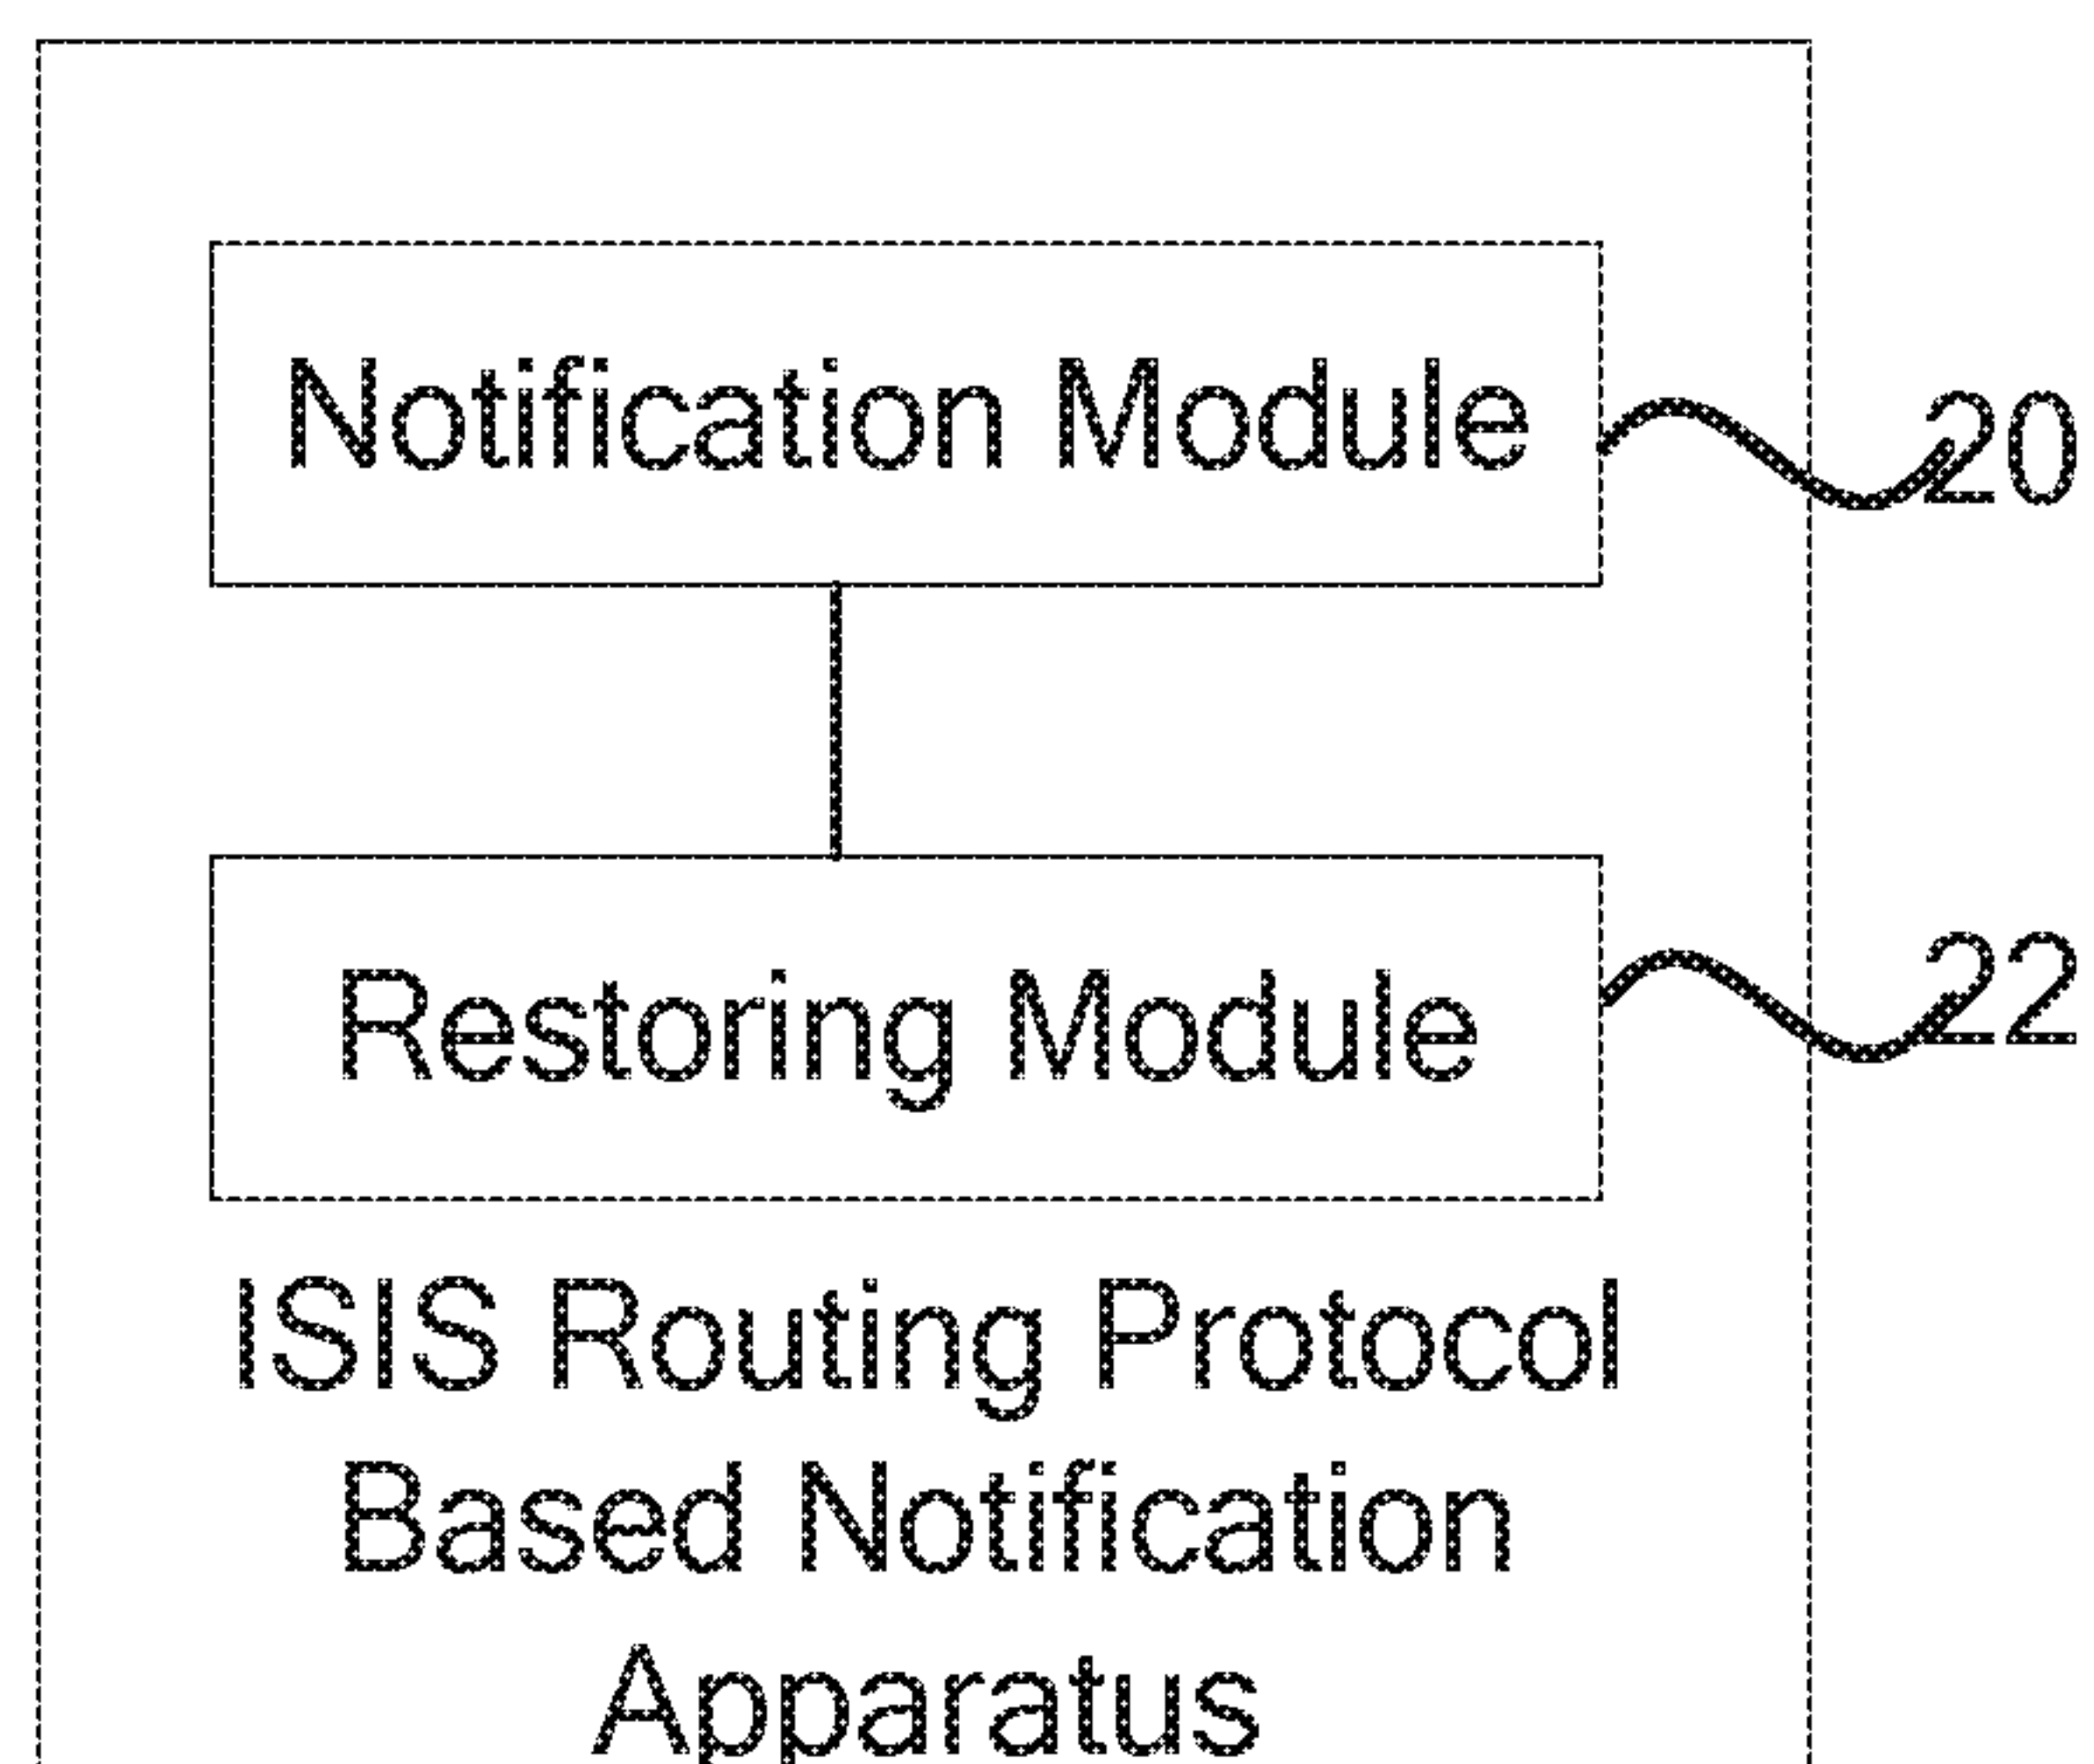 Notification Module
20
Restoring Module
22
ISIS Routing Protocol
Based Notification
Apparatus